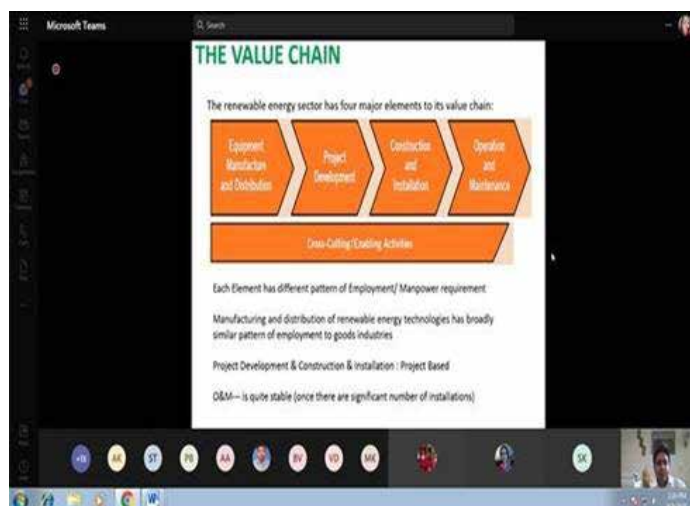 Microsoft Teams
Search
THE VALUE CHAIN
The renewable energy sector has four major elements to its value chain:
Equipment
Manufacture
and Distribution
Project
Development
Construction
and
Installation
Operation
and
Maintenance
Cross-Cutting/Enabling Activities
Each Element has different pattern of Employment/ Manpower requirement
Manufacturing and distribution of renewable energy technologies has broadly
similar pattern of employment to goods industries
Project Development & Construction & Installation : Project Based
O&M— is quite stable (once there are significant number of installations)
AK
ST
PB
AA
BV
VD
MK
SK